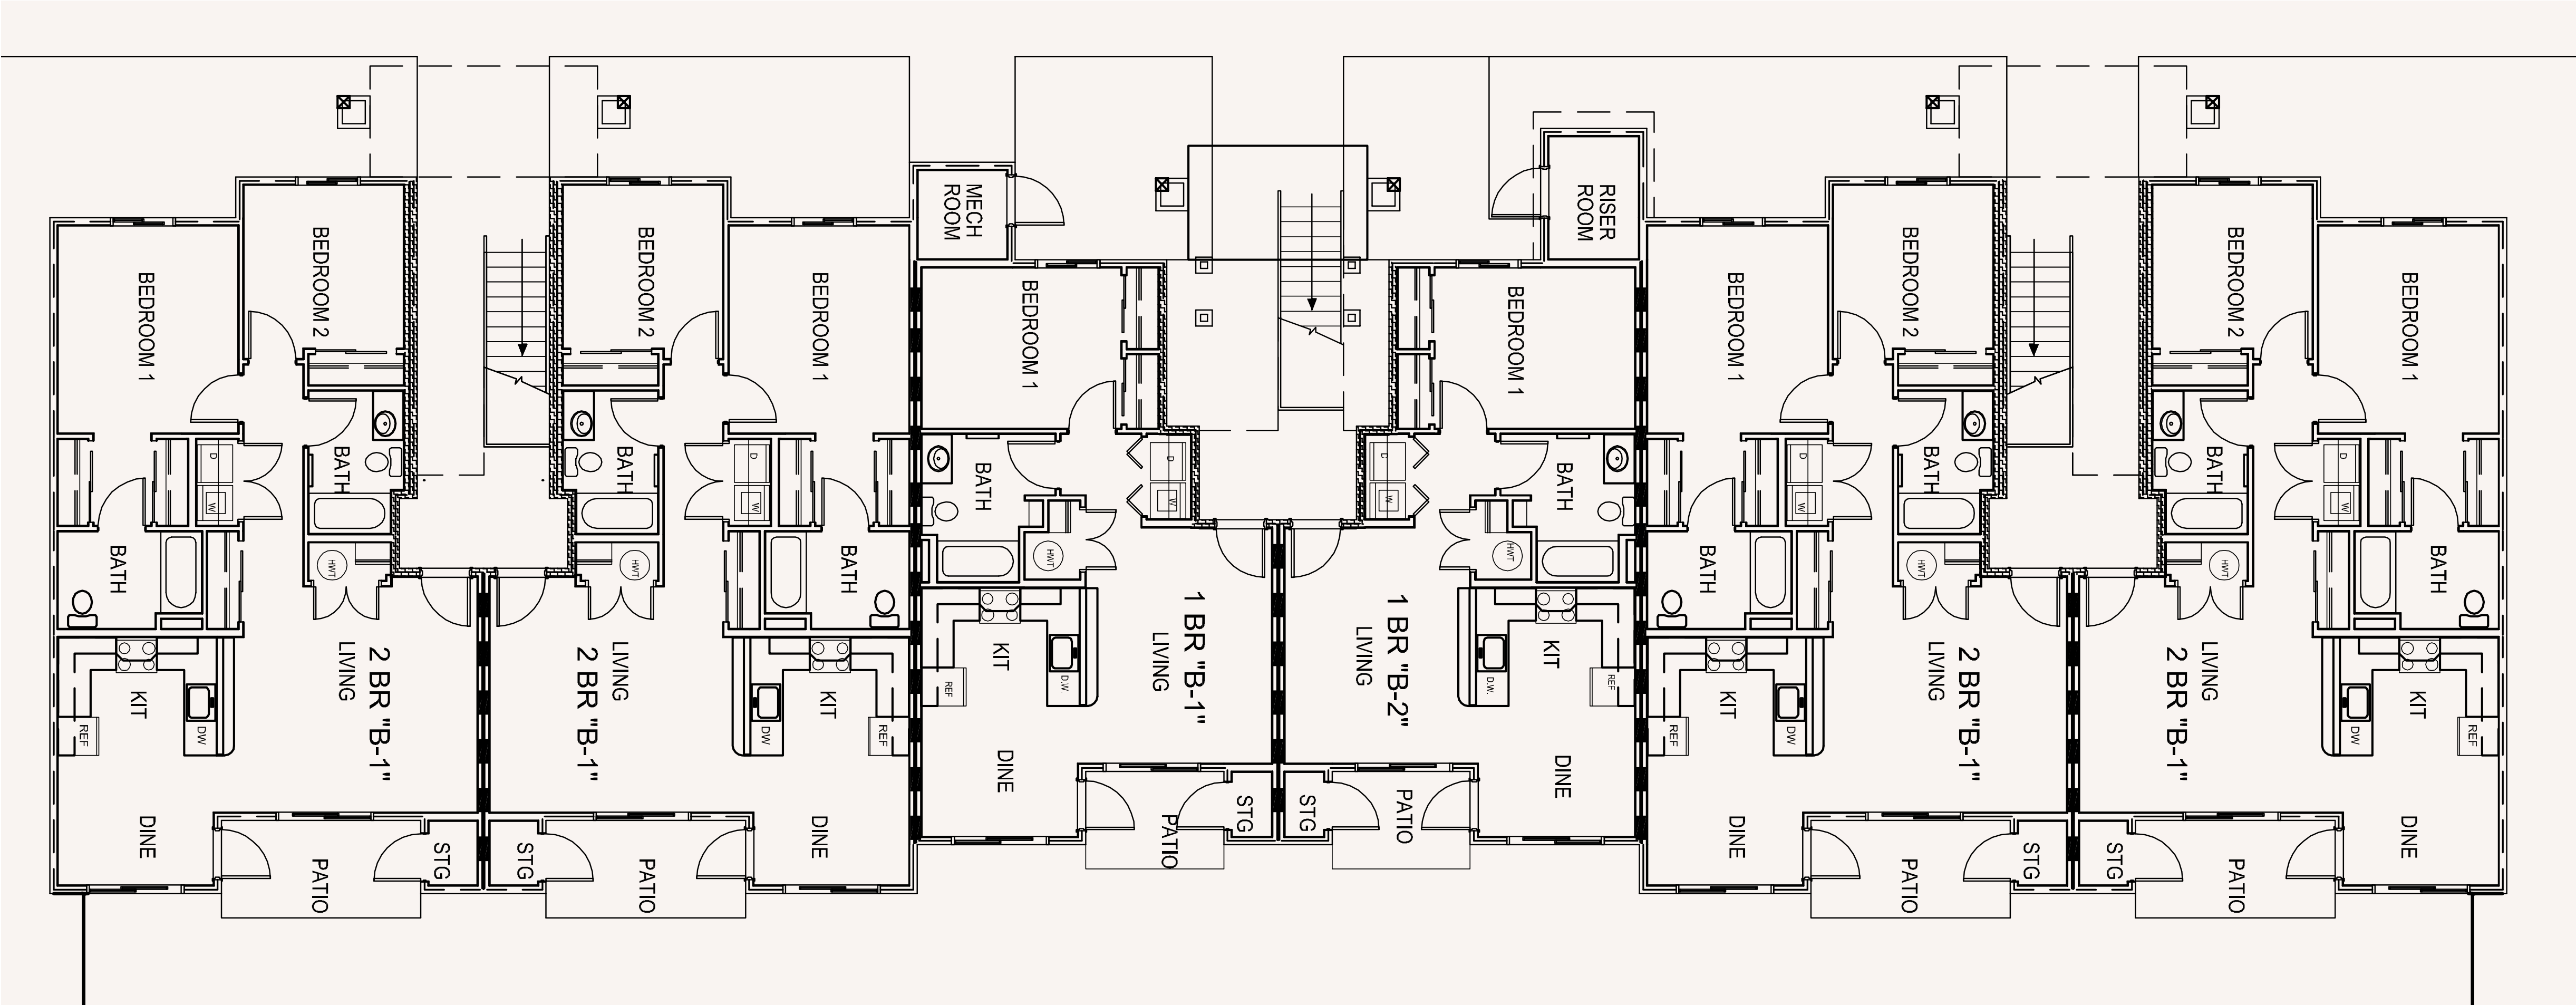 BEDROOM 1
BEDROOM 2
D
W
BATH
BATH
HWT
LIVING
2 BR "B-1"
KIT
REF
DW
DINE
PATIO
STG
BEDROOM 2
BEDROOM 1
BATH
D
W
HWT
BATH
LIVING
2 BR "B-1"
KIT
DW
REF
STG
PATIO
DINE
MECH
ROOM
BEDROOM 1
BATH
D
W
HWT
1 BR "B-1"
LIVING
KIT
D.W.
REF
DINE
PATIO
STG
RISER
ROOM
BEDROOM 1
D
W
BATH
HWT
1 BR "B-2"
LIVING
KIT
D.W.
REF
STG
PATIO
DINE
BEDROOM 1
BEDROOM 2
D
W
BATH
BATH
HWT
LIVING
2 BR "B-1"
KIT
REF
DW
DINE
PATIO
STG
BEDROOM 2
BEDROOM 1
BATH
D
W
HWT
BATH
LIVING
2 BR "B-1"
KIT
DW
REF
STG
PATIO
DINE